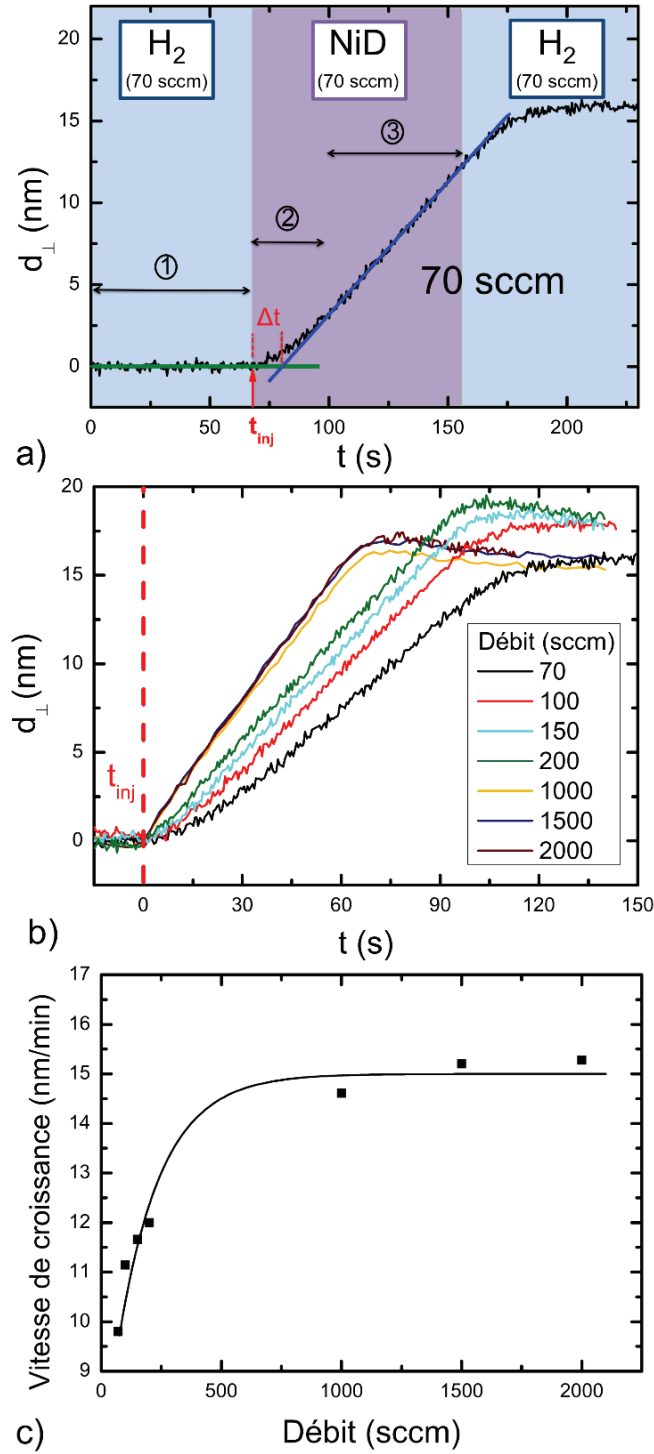 H2 (70 sccm)
NiD (70 sccm)
H2 (70 sccm)
20
15
10
5
0
d⊥ (nm)
①
②
③
Δt
70 sccm
tinj
0 50 100 150 200
t (s)
a)
20
15
10
5
0
d⊥ (nm)
tinj
Débit (sccm)
70
100
150
200
1000
1500
2000
0 30 60 90 120 150
t (s)
b)
17
16
15
14
13
12
11
10
9
Vitesse de croissance (nm/min)
0 500 1000 1500 2000
Débit (sccm)
c)